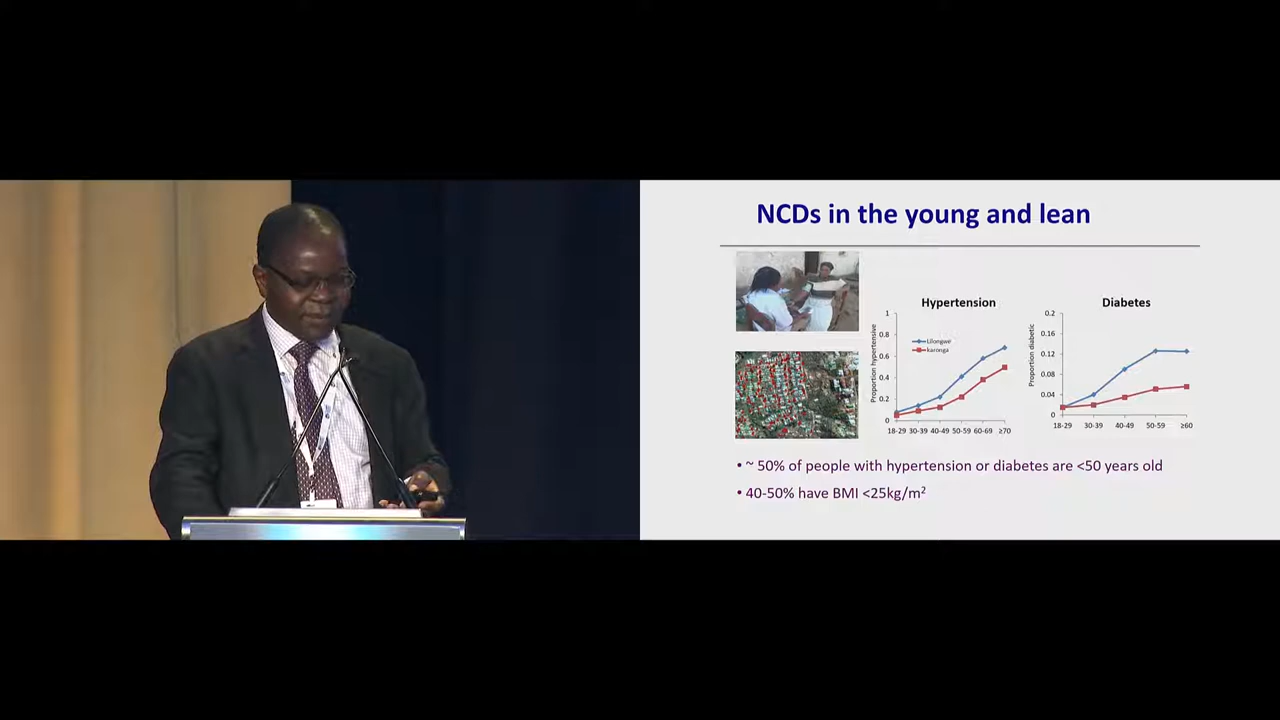 NCDs in the young and lean
Hypertension
Proportion hypertensive
1
0.8
0.6
0.4
0.2
0
Lilongwe
karonga
18-29 30-39 40-49 50-59 60-69 ≥70
Diabetes
Proportion diabetic
0.2
0.16
0.12
0.08
0.04
0
18-29 30-39 40-49 50-59 ≥60
• ~ 50% of people with hypertension or diabetes are <50 years old
• 40-50% have BMI <25kg/m²